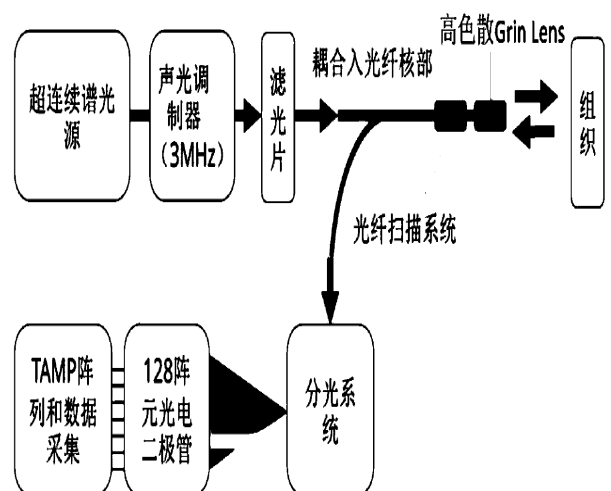 高色散Grin Lens
耦合入光纤核部
超连续谱光
源
声光调
制器
（3MHz）
滤
光
片
组
织
光纤扫描系统
TAMP阵
列和数据
采集
128阵
元光电
二极管
分光系
统